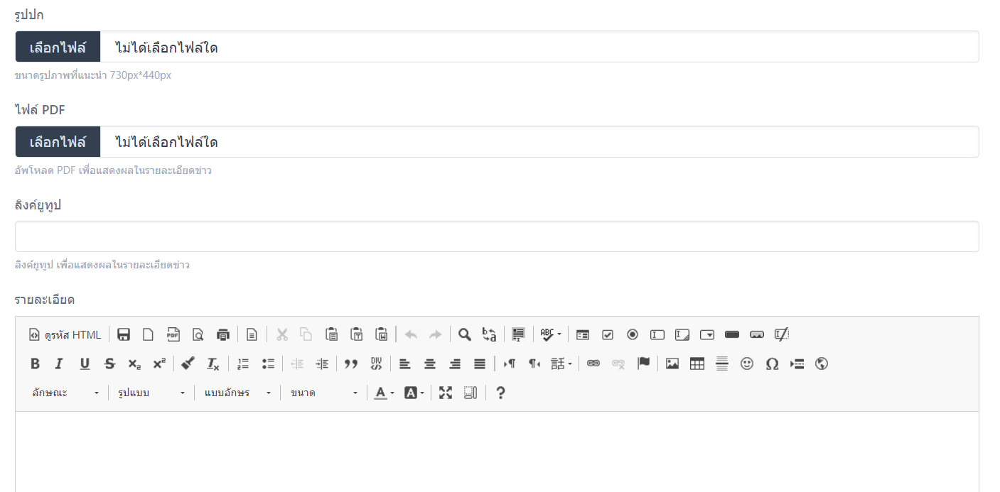 รูปปก
เลือกไฟล์ ไม่ได้เลือกไฟล์ใด
ขนาดรูปภาพที่แนะนำ 730px*440px
ไฟล์ PDF
เลือกไฟล์ ไม่ได้เลือกไฟล์ใด
อัพโหลด PDF เพื่อแสดงผลในรายละเอียดข่าว
ลิงค์ยูทูป
ลิงค์ยูทูป เพื่อแสดงผลในรายละเอียดข่าว
รายละเอียด
ดูรหัส HTML
ลักษณะ รูปแบบ แบบอักษร ขนาด